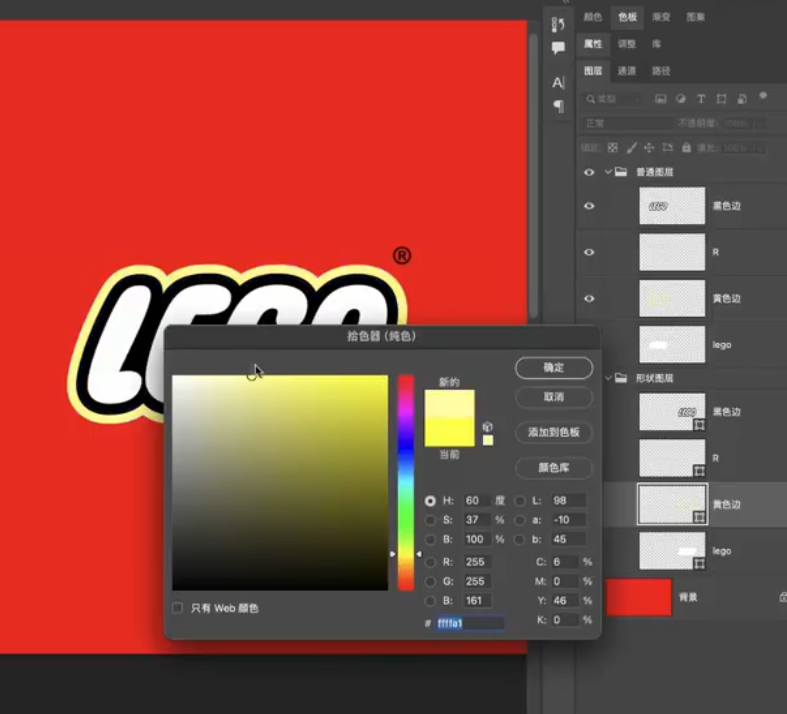 颜色 色板 渐变 图案
属性 调整 库
图层 通道 路径
类型
正常 不透明度: 100%
锁定: 填充: 100%
普通图层
LEGO 黑色边
R
黄色边
lego
形状图层
LEGO 黑色边
R
黄色边
lego
背景
®
拾色器 (纯色)
新的
当前
确定
取消
添加到色板
颜色库
H: 60 度
S: 37 %
B: 100 %
R: 255
G: 255
B: 161
# ffffa1
L: 98
a: -10
b: 45
C: 6 %
M: 0 %
Y: 46 %
K: 0 %
只有 Web 颜色